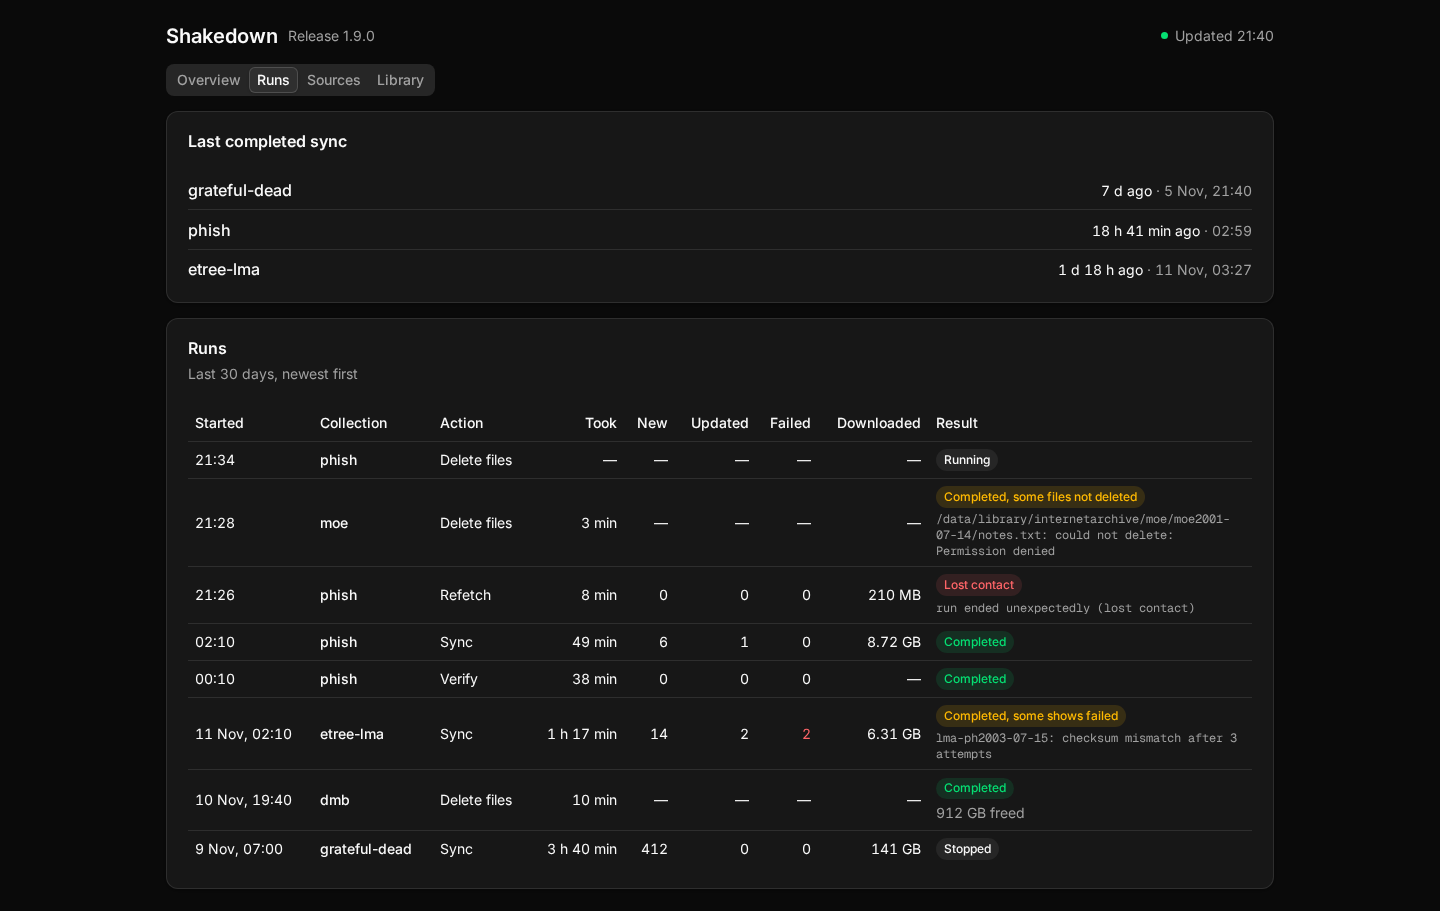 Shakedown Release 1.9.0
Updated 21:40
Overview Runs Sources Library
Last completed sync
grateful-dead 7 d ago · 5 Nov, 21:40
phish 18 h 41 min ago · 02:59
etree-lma 1 d 18 h ago · 11 Nov, 03:27
Runs
Last 30 days, newest first
Started Collection Action Took New Updated Failed Downloaded Result
21:34 phish Delete files — — — — — Running
21:28 moe Delete files 3 min — — — — Completed, some files not deleted
/data/library/internetarchive/moe/moe2001-
07-14/notes.txt: could not delete:
Permission denied
21:26 phish Refetch 8 min 0 0 0 210 MB Lost contact
run ended unexpectedly (lost contact)
02:10 phish Sync 49 min 6 1 0 8.72 GB Completed
00:10 phish Verify 38 min 0 0 0 — Completed
11 Nov, 02:10 etree-lma Sync 1 h 17 min 14 2 2 6.31 GB Completed, some shows failed
lma-ph2003-07-15: checksum mismatch after 3
attempts
10 Nov, 19:40 dmb Delete files 10 min — — — — Completed
912 GB freed
9 Nov, 07:00 grateful-dead Sync 3 h 40 min 412 0 0 141 GB Stopped